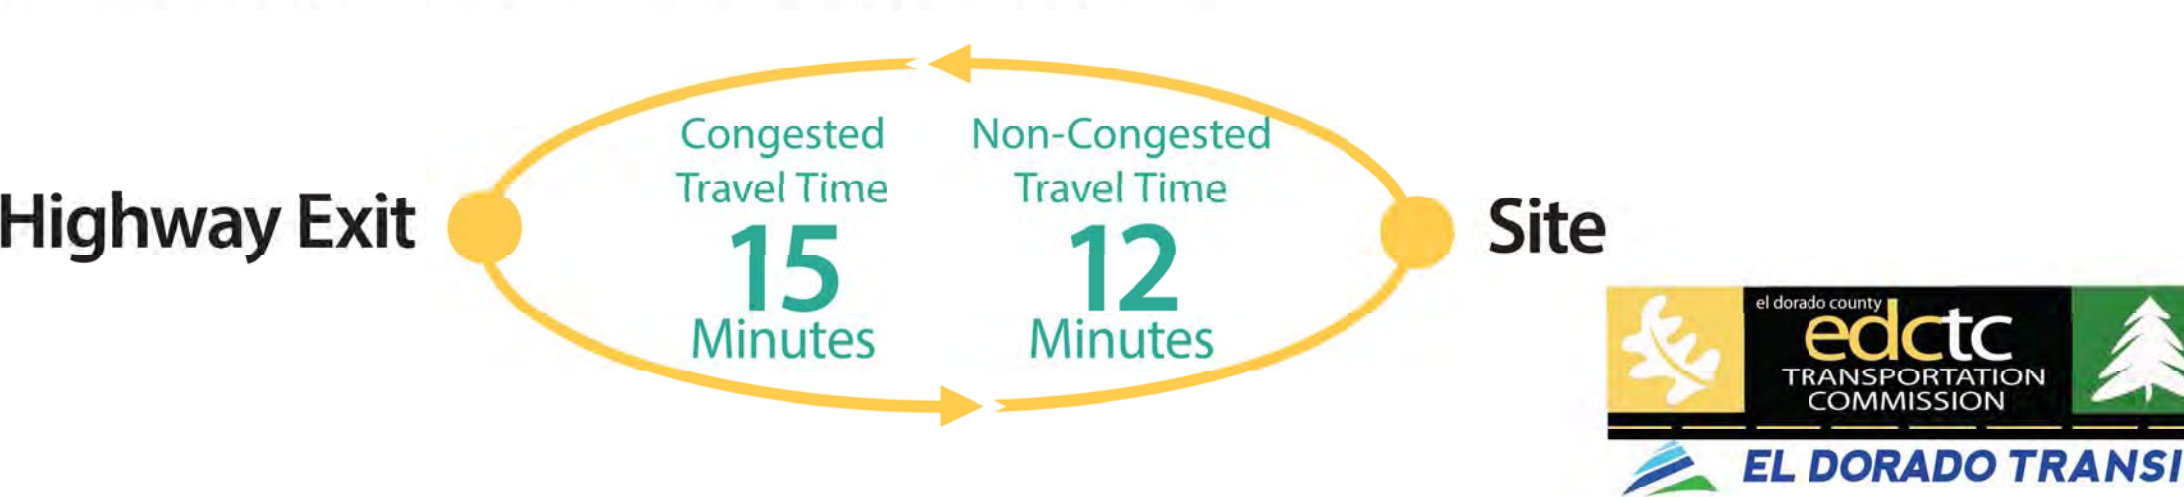 Highway Exit
Congested
Travel Time
15
Minutes
Non-Congested
Travel Time
12
Minutes
Site
el dorado county
edctc
TRANSPORTATION
COMMISSION
EL DORADO TRANSI